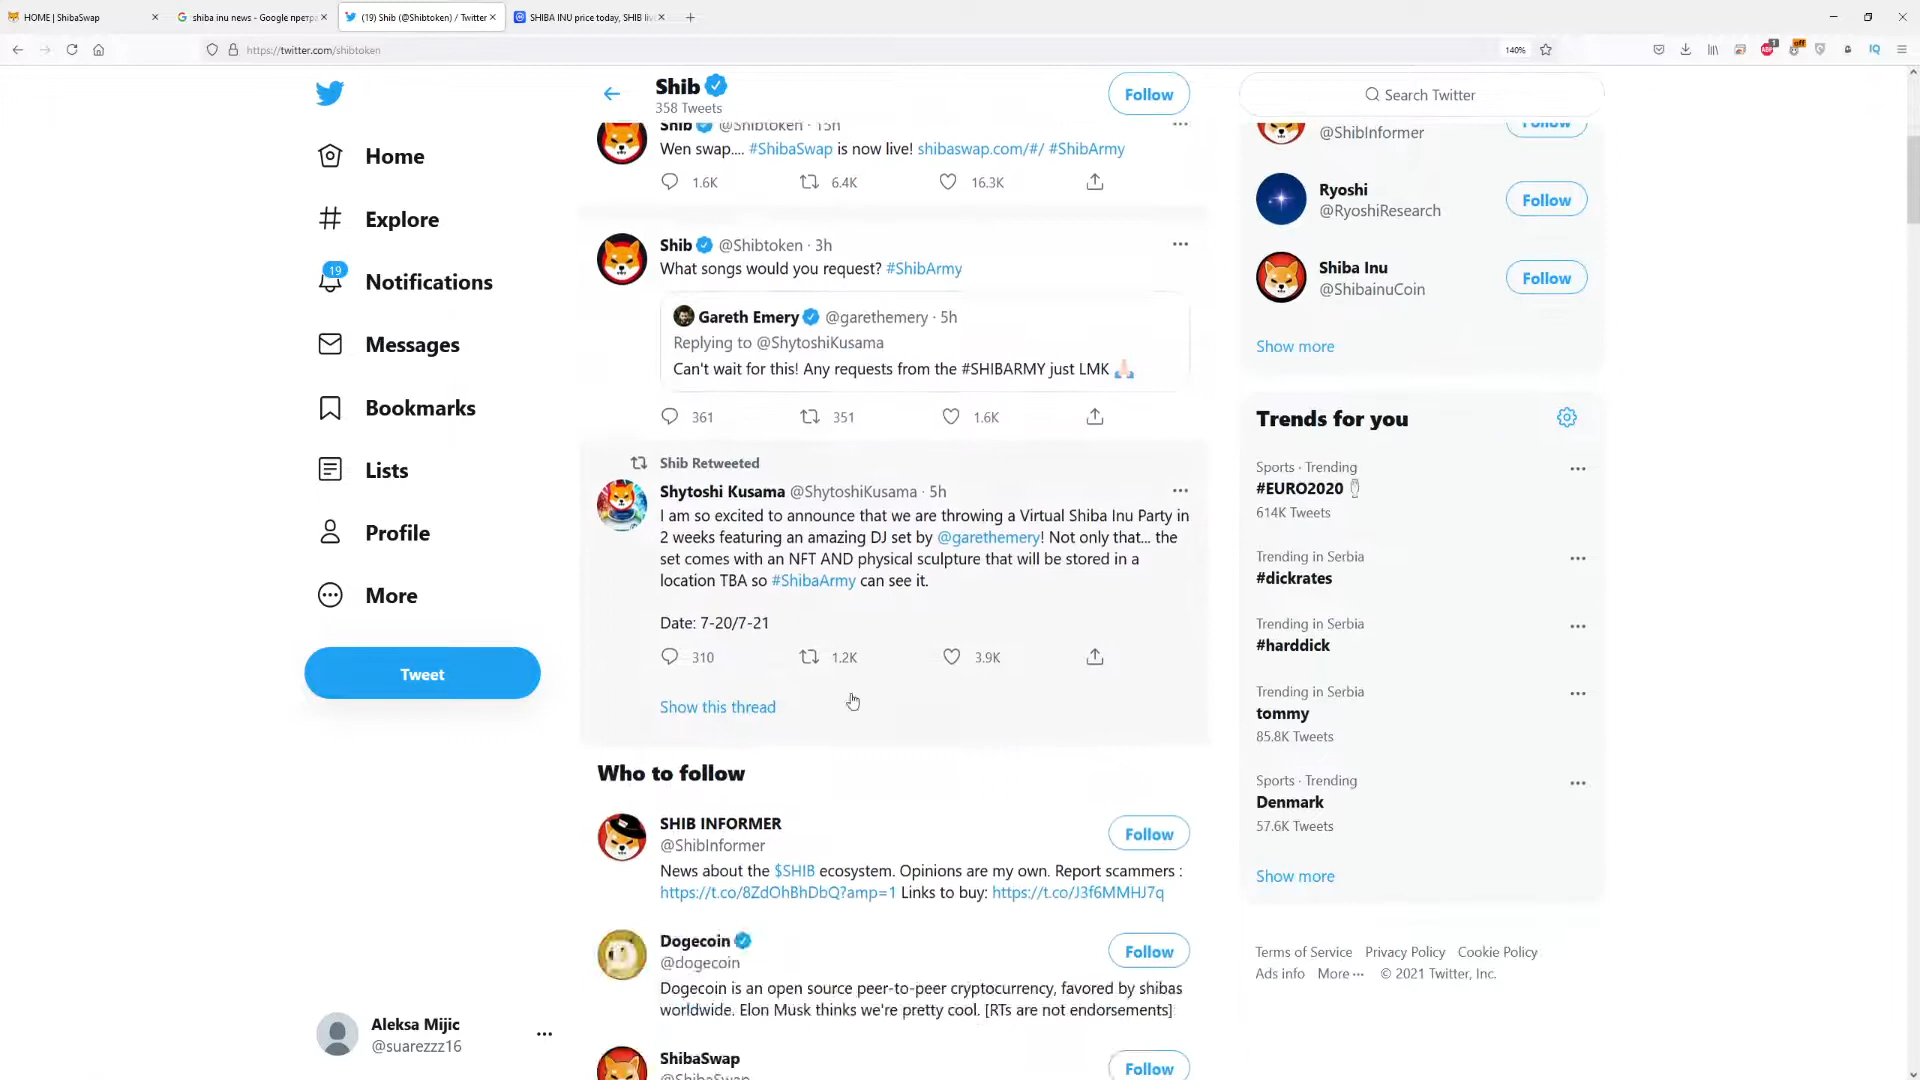 HOME | ShibaSwap
shiba inu news - Google претра
(19) Shib (@Shibtoken) / Twitter
SHIBA INU price today, SHIB liv
https://twitter.com/shibtoken
140%
1
off
IQ
Home
Explore
19
Notifications
Messages
Bookmarks
Lists
Profile
More
Tweet
Aleksa Mijic
@suarezzz16
Shib
358 Tweets
Follow
Shib @Shibtoken · 15h
Wen swap.... #ShibaSwap is now live! shibaswap.com/#/ #ShibArmy
1.6K 6.4K 16.3K
Shib @Shibtoken · 3h
What songs would you request? #ShibArmy
Gareth Emery @garethemery · 5h
Replying to @ShytoshiKusama
Can't wait for this! Any requests from the #SHIBARMY just LMK
361 351 1.6K
Shib Retweeted
Shytoshi Kusama @ShytoshiKusama · 5h
I am so excited to announce that we are throwing a Virtual Shiba Inu Party in
2 weeks featuring an amazing DJ set by @garethemery! Not only that... the
set comes with an NFT AND physical sculpture that will be stored in a
location TBA so #ShibaArmy can see it.
Date: 7-20/7-21
310 1.2K 3.9K
Show this thread
Who to follow
SHIB INFORMER
@ShibInformer
Follow
News about the $SHIB ecosystem. Opinions are my own. Report scammers :
https://t.co/8ZdOhBhDbQ?amp=1 Links to buy: https://t.co/J3f6MMHJ7q
Dogecoin
@dogecoin
Follow
Dogecoin is an open source peer-to-peer cryptocurrency, favored by shibas
worldwide. Elon Musk thinks we're pretty cool. [RTs are not endorsements]
ShibaSwap
@ShibaSwap
Follow
Search Twitter
@ShibInformer
Follow
Ryoshi
@RyoshiResearch
Follow
Shiba Inu
@ShibainuCoin
Follow
Show more
Trends for you
Sports · Trending
#EURO2020
614K Tweets
Trending in Serbia
#dickrates
Trending in Serbia
#harddick
Trending in Serbia
tommy
85.8K Tweets
Sports · Trending
Denmark
57.6K Tweets
Show more
Terms of Service Privacy Policy Cookie Policy
Ads info More ··· © 2021 Twitter, Inc.